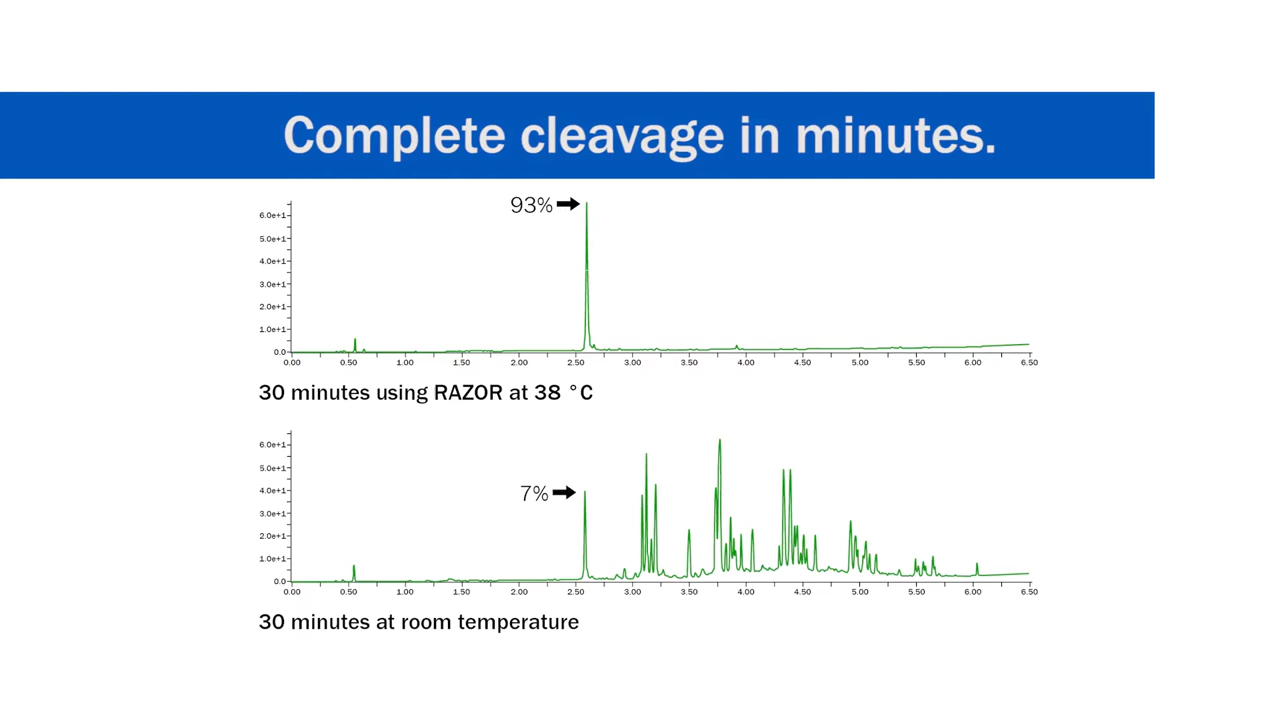 Complete cleavage in minutes.
93%
6.0e+1
5.0e+1
4.0e+1
3.0e+1
2.0e+1
1.0e+1
0.0
0.00 0.50 1.00 1.50 2.00 2.50 3.00 3.50 4.00 4.50 5.00 5.50 6.00 6.50
30 minutes using RAZOR at 38 °C
6.0e+1
5.0e+1
7%
4.0e+1
3.0e+1
2.0e+1
1.0e+1
0.0
0.00 0.50 1.00 1.50 2.00 2.50 3.00 3.50 4.00 4.50 5.00 5.50 6.00 6.50
30 minutes at room temperature